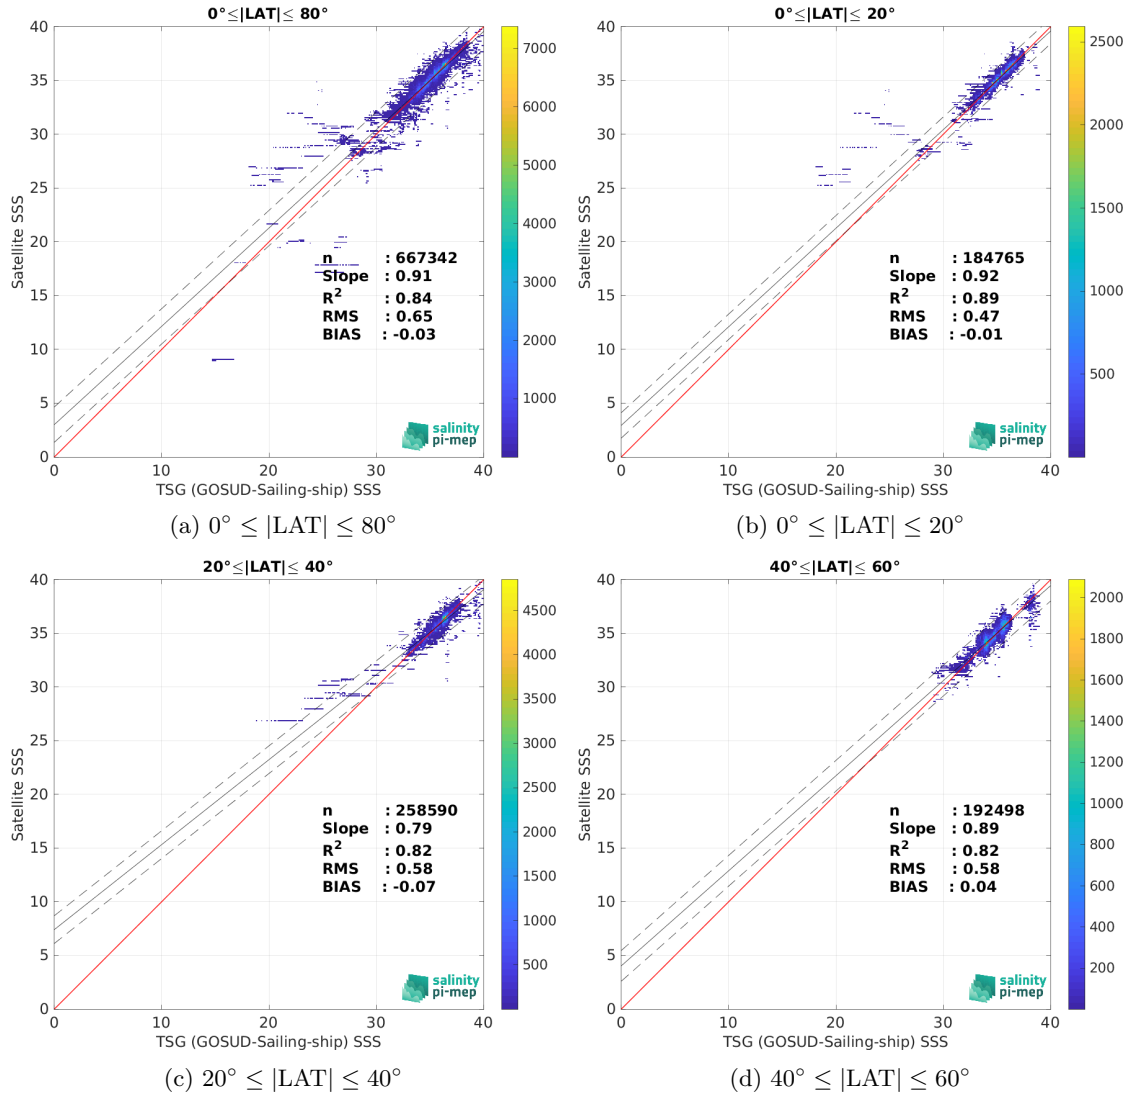 0°≤|LAT|≤ 80°
40
35
30
25
20
15
10
5
0
Satellite SSS
n : 667342
Slope : 0.91
R² : 0.84
RMS : 0.65
BIAS : -0.03
salinity
pi-mep
0 10 20 30 40
TSG (GOSUD-Sailing-ship) SSS
7000
6000
5000
4000
3000
2000
1000
(a) 0° ≤ |LAT| ≤ 80°
0°≤|LAT|≤ 20°
40
35
30
25
20
15
10
5
0
Satellite SSS
n : 184765
Slope : 0.92
R² : 0.89
RMS : 0.47
BIAS : -0.01
salinity
pi-mep
0 10 20 30 40
TSG (GOSUD-Sailing-ship) SSS
2500
2000
1500
1000
500
(b) 0° ≤ |LAT| ≤ 20°
20°≤|LAT|≤ 40°
40
35
30
25
20
15
10
5
0
Satellite SSS
n : 258590
Slope : 0.79
R² : 0.82
RMS : 0.58
BIAS : -0.07
salinity
pi-mep
0 10 20 30 40
TSG (GOSUD-Sailing-ship) SSS
4500
4000
3500
3000
2500
2000
1500
1000
500
(c) 20° ≤ |LAT| ≤ 40°
40°≤|LAT|≤ 60°
40
35
30
25
20
15
10
5
0
Satellite SSS
n : 192498
Slope : 0.89
R² : 0.82
RMS : 0.58
BIAS : 0.04
salinity
pi-mep
0 10 20 30 40
TSG (GOSUD-Sailing-ship) SSS
2000
1800
1600
1400
1200
1000
800
600
400
200
(d) 40° ≤ |LAT| ≤ 60°